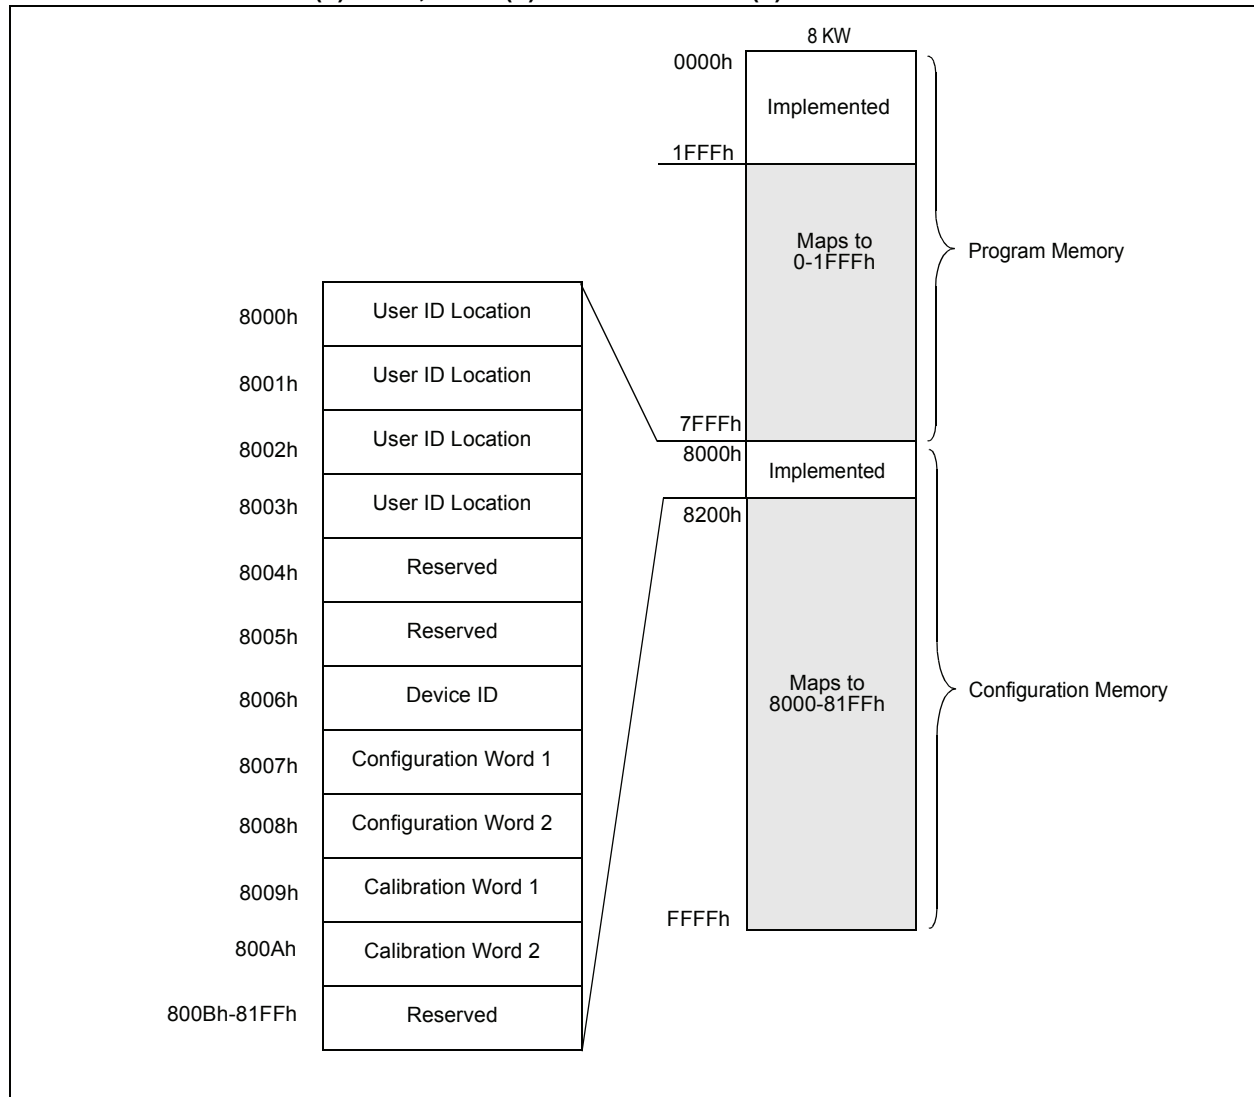 8 KW
0000h
Implemented
1FFFh
Maps to
0-1FFFh
Program Memory
7FFFh
8000h
Implemented
8200h
Maps to
8000-81FFh
Configuration Memory
FFFFh
8000h User ID Location
8001h User ID Location
8002h User ID Location
8003h User ID Location
8004h Reserved
8005h Reserved
8006h Device ID
8007h Configuration Word 1
8008h Configuration Word 2
8009h Calibration Word 1
800Ah Calibration Word 2
800Bh-81FFh Reserved